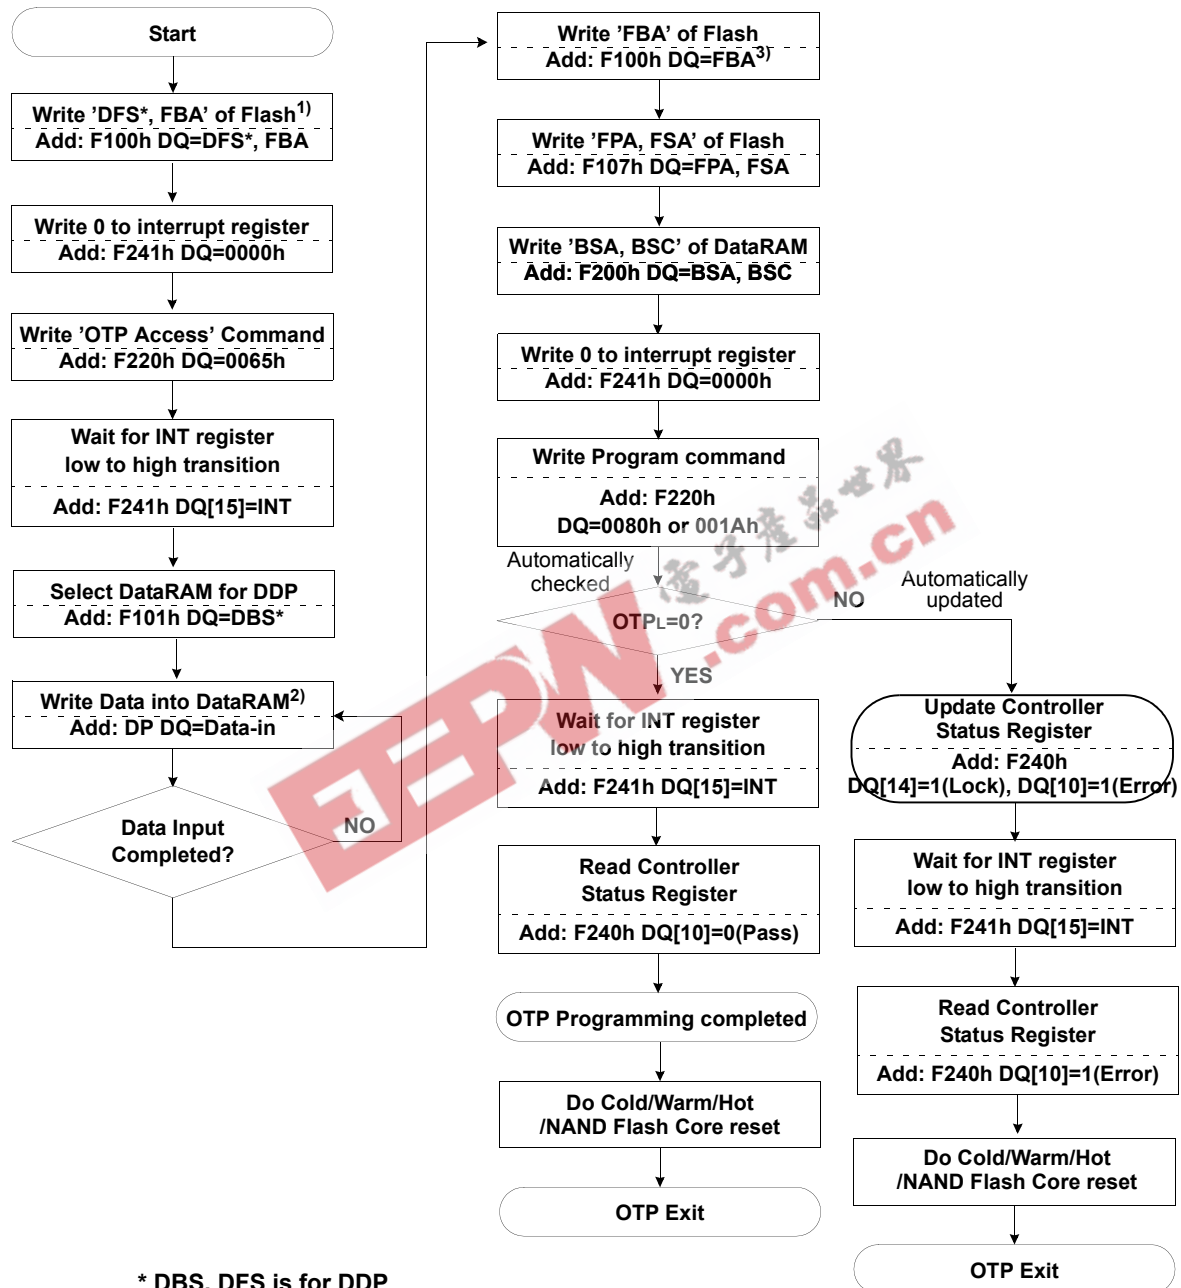 Start
Write 'DFS*, FBA' of Flash1)
Add: F100h DQ=DFS*, FBA
Write 0 to interrupt register
Add: F241h DQ=0000h
Write 'OTP Access' Command
Add: F220h DQ=0065h
Wait for INT register
low to high transition
Add: F241h DQ[15]=INT
Select DataRAM for DDP
Add: F101h DQ=DBS*
Write Data into DataRAM2)
Add: DP DQ=Data-in
Data Input
Completed?
NO
Write 'FBA' of Flash
Add: F100h DQ=FBA3)
Write 'FPA, FSA' of Flash
Add: F107h DQ=FPA, FSA
Write 'BSA, BSC' of DataRAM
Add: F200h DQ=BSA, BSC
Write 0 to interrupt register
Add: F241h DQ=0000h
Write Program command
Add: F220h
DQ=0080h or 001Ah
Automatically
checked
OTPL=0?
YES
NO
Automatically
updated
Wait for INT register
low to high transition
Add: F241h DQ[15]=INT
Read Controller
Status Register
Add: F240h DQ[10]=0(Pass)
OTP Programming completed
Do Cold/Warm/Hot
/NAND Flash Core reset
OTP Exit
Update Controller
Status Register
Add: F240h
DQ[14]=1(Lock), DQ[10]=1(Error)
Wait for INT register
low to high transition
Add: F241h DQ[15]=INT
Read Controller
Status Register
Add: F240h DQ[10]=1(Error)
Do Cold/Warm/Hot
/NAND Flash Core reset
OTP Exit
* DBS, DFS is for DDP
EEPW.com.cn
電子產品世界